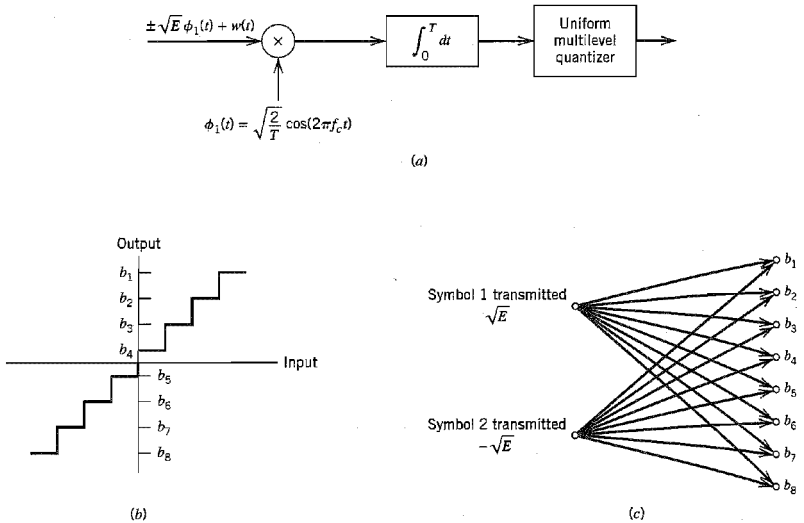 ± √E ϕ₁(t) + w(t)
×
∫₀ᵀ dt
Uniform
multilevel
quantizer
ϕ₁(t) = √(2/T) cos(2πf_ct)
(a)
Output
b₁
b₂
b₃
b₄
Input
b₅
b₆
b₇
b₈
(b)
Symbol 1 transmitted
√E
Symbol 2 transmitted
−√E
b₁
b₂
b₃
b₄
b₅
b₆
b₇
b₈
(c)